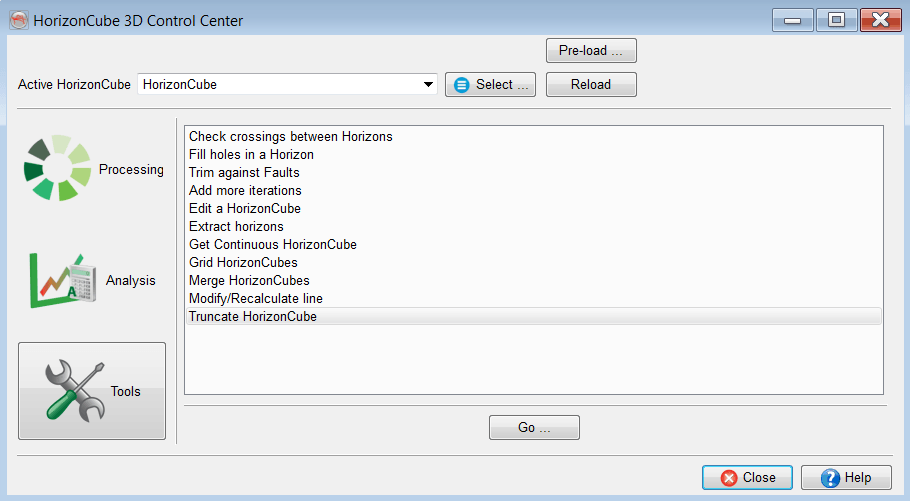 HorizonCube 3D Control Center
Pre-load ...
Active HorizonCube HorizonCube Select ... Reload
Processing
Analysis
Tools
Check crossings between Horizons
Fill holes in a Horizon
Trim against Faults
Add more iterations
Edit a HorizonCube
Extract horizons
Get Continuous HorizonCube
Grid HorizonCubes
Merge HorizonCubes
Modify/Recalculate line
Truncate HorizonCube
Go ...
Close Help